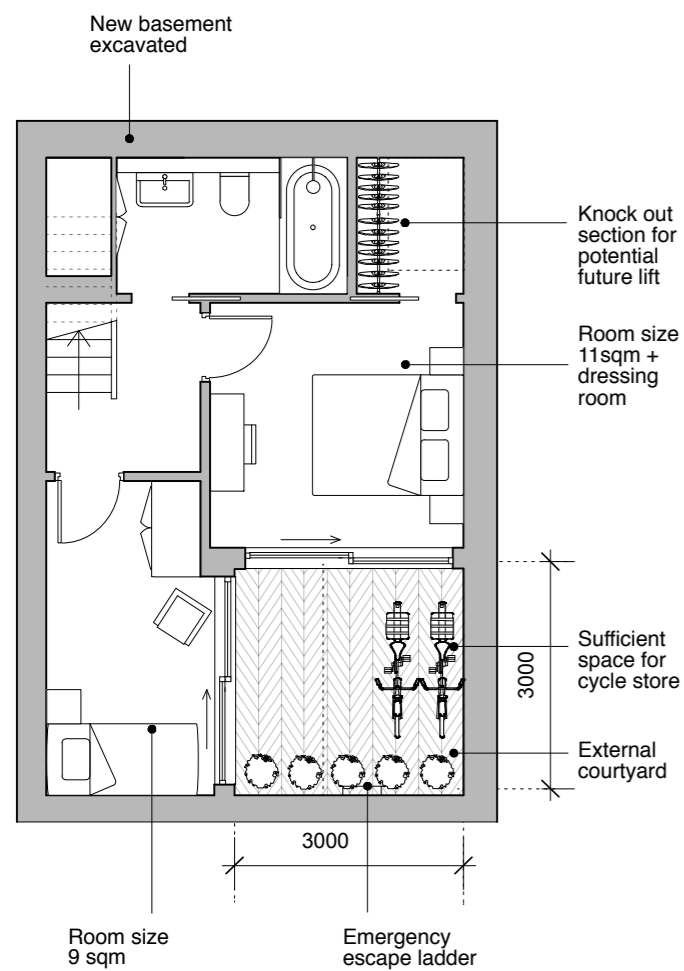 New basement
excavated
Knock out
section for
potential
future lift
Room size
11sqm +
dressing
room
Sufficient
space for
cycle store
3000
External
courtyard
3000
Room size
9 sqm
Emergency
escape ladder